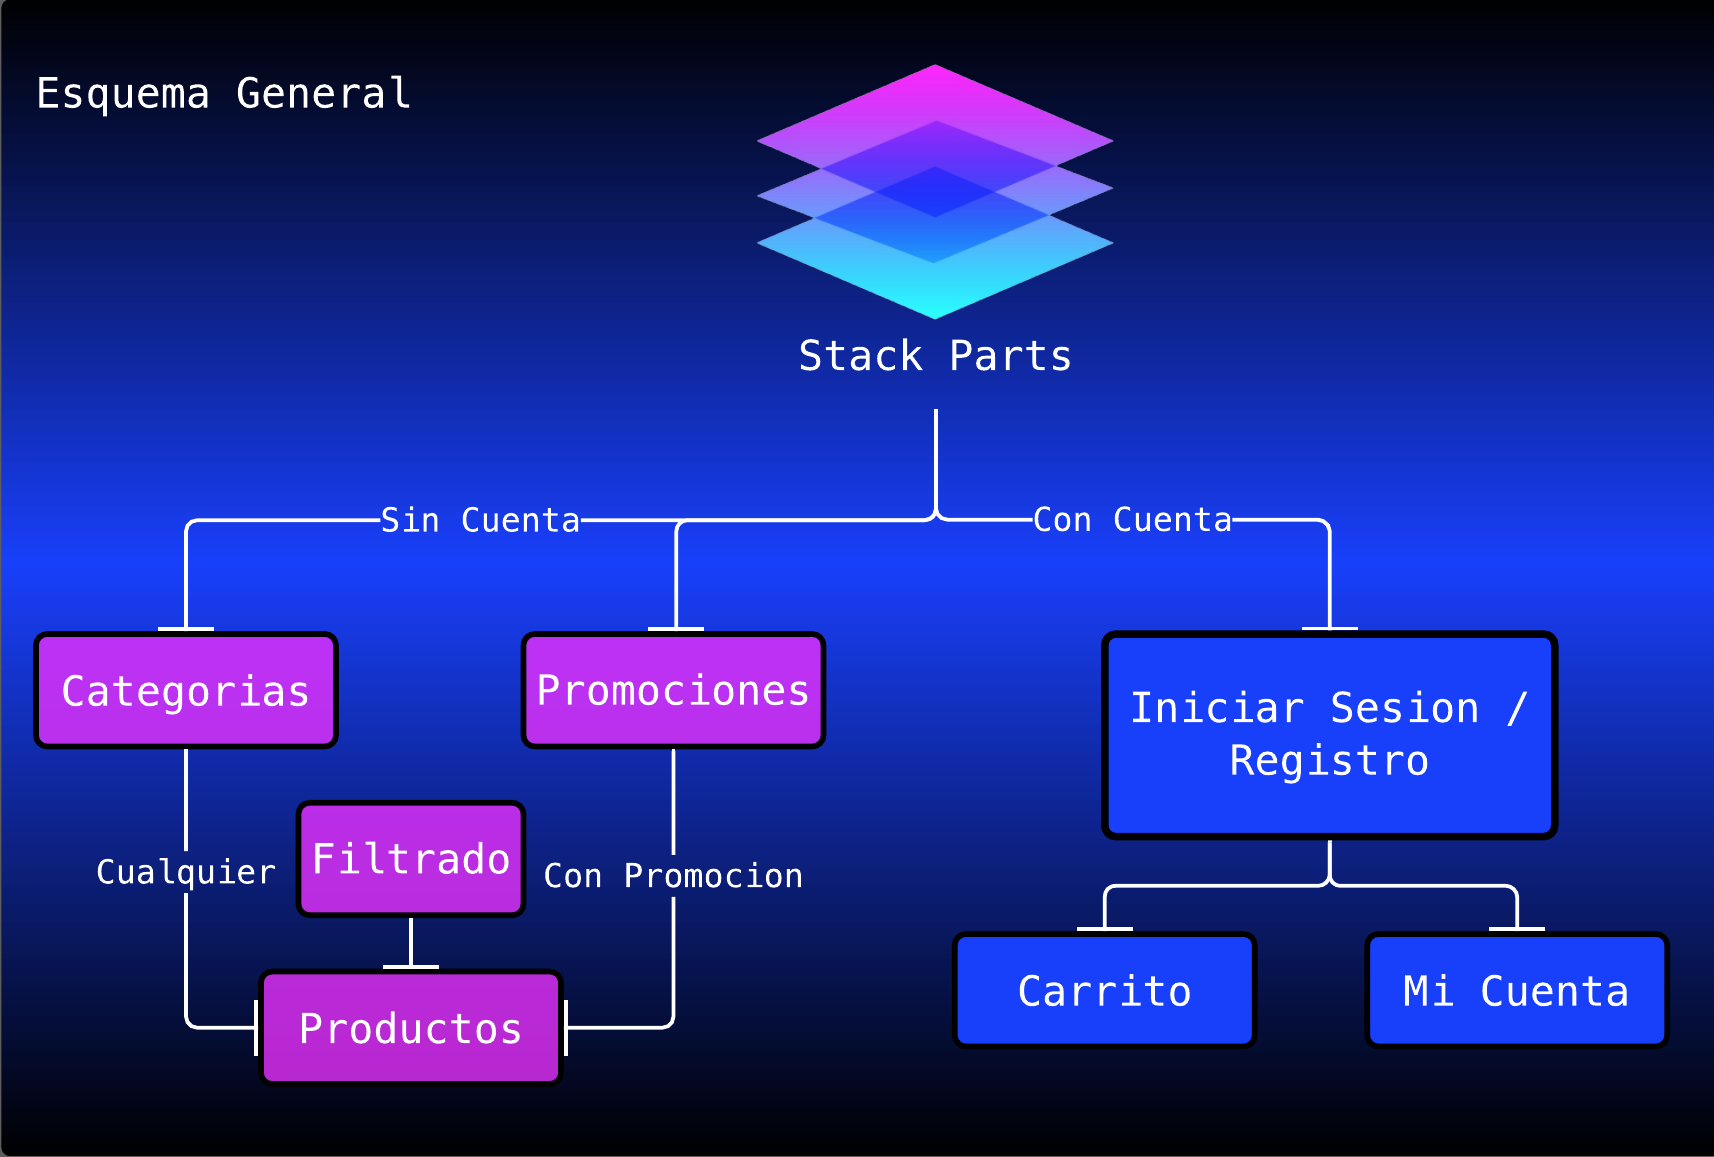 Esquema General
Stack Parts
Sin Cuenta
Con Cuenta
Categorias
Promociones
Iniciar Sesion /
Registro
Filtrado
Cualquier
Con Promocion
Productos
Carrito
Mi Cuenta